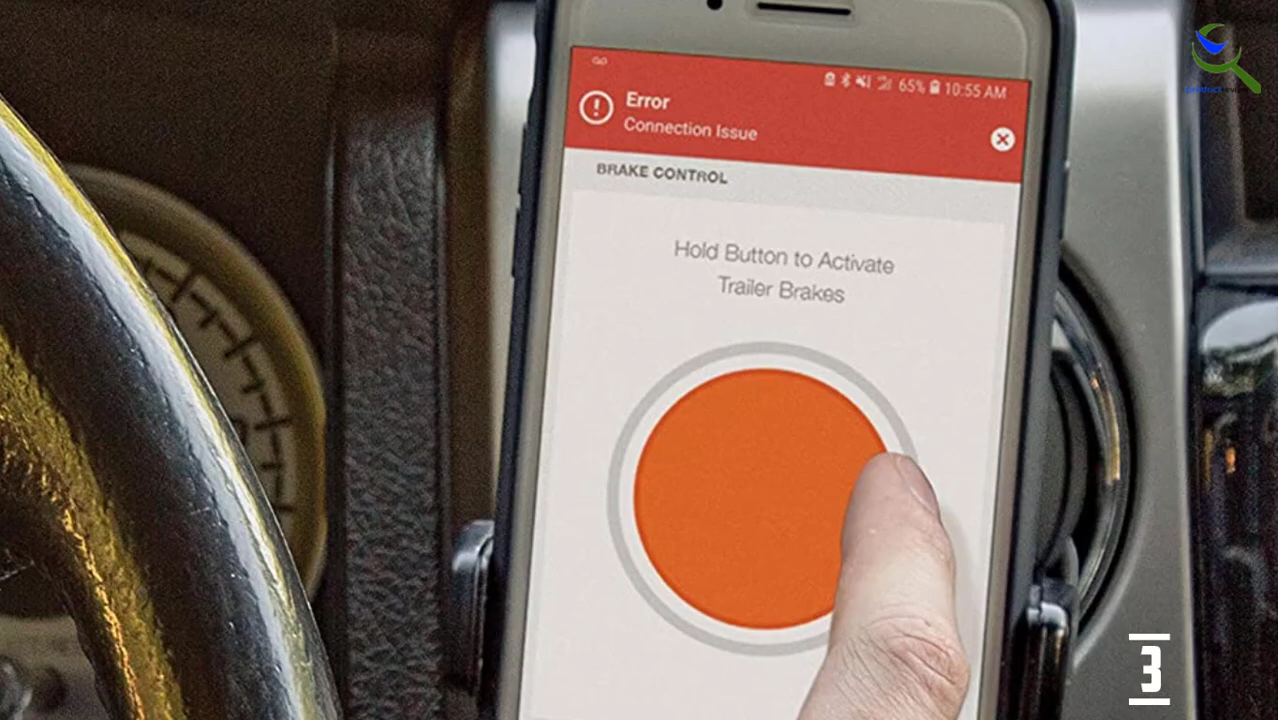 65% 10:55 AM
Error
Connection Issue
BRAKE CONTROL
Hold Button to Activate
Trailer Brakes
3